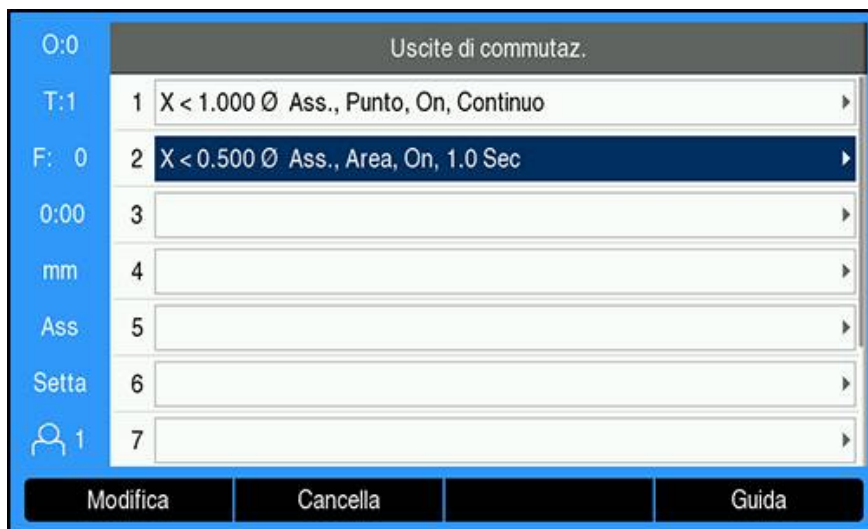 O:0
Uscite di commutaz.
T:1
1 X < 1.000 Ø Ass., Punto, On, Continuo
F: 0
2 X < 0.500 Ø Ass., Area, On, 1.0 Sec
0:00
3
mm
4
Ass
5
Setta
6
1
7
Modifica
Cancella
Guida